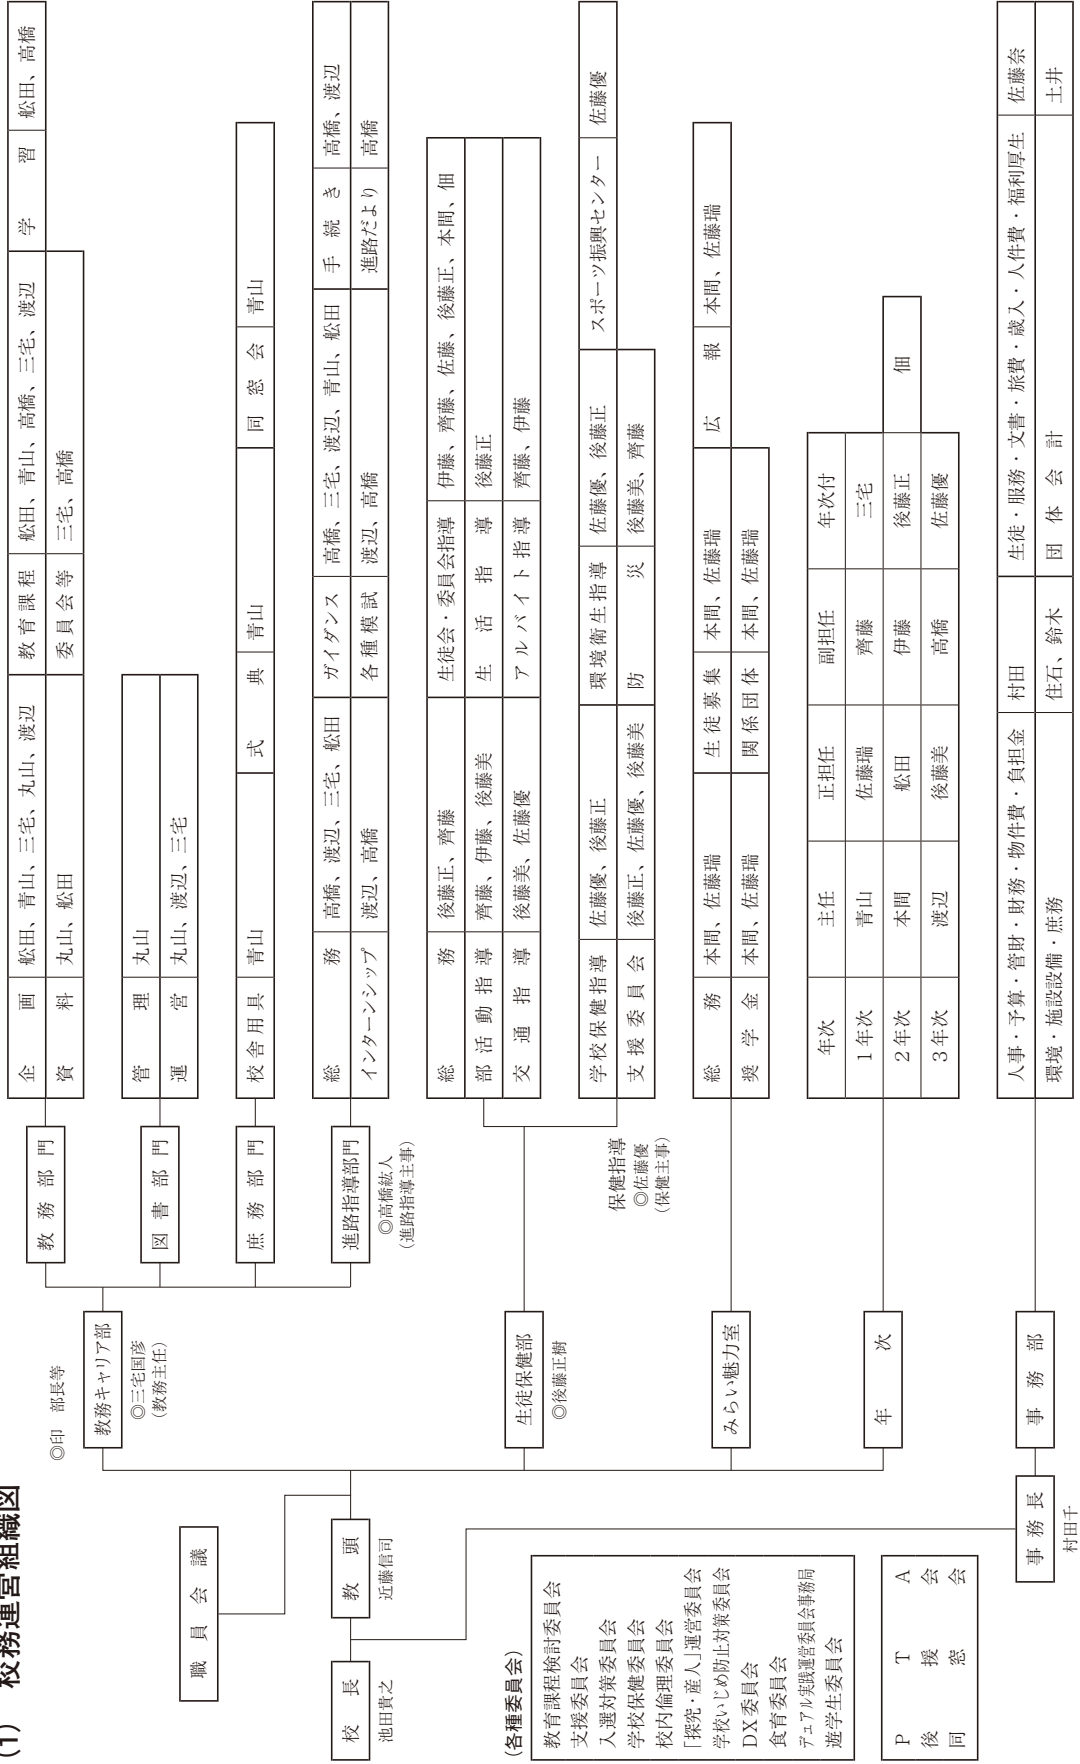 (1) 校務運営組織図
◎印 部長等
職員会議
校長
池田貴之
教頭
近藤信司
事務長
村田千
(各種委員会)
教育課程検討委員会
支援委員会
入選対策委員会
学校保健委員会
校内倫理委員会
「探究・産人」運営委員会
学校いじめ防止対策委員会
DX委員会
食育委員会
デュアル実践運営委員会事務局
遊学生委員会
PTA
後援会
同窓会
教務キャリア部
◎三宅国彦
(教務主任)
教務部門
企画 舩田、青山、三宅、丸山、渡辺 教育課程 舩田、青山、高橋、三宅、渡辺 学習 舩田、高橋
資料 丸山、舩田 委員会等 三宅、高橋
図書部門
管理 丸山
運営 丸山、渡辺、三宅
庶務部門
校舎用具 青山 式典 青山 同窓会 青山
進路指導部門
◎高橋紘人
(進路指導主事)
総務 高橋、渡辺、三宅、舩田 ガイダンス 高橋、三宅、渡辺、青山、舩田 手続き 高橋、渡辺
インターンシップ 渡辺、高橋 各種模試 渡辺、高橋 進路だより 高橋
生徒保健部
◎後藤正樹
総務 後藤正、齊藤 生徒会・委員会指導 伊藤、齊藤、佐藤、後藤正、本間、佃
部活動指導 齊藤、伊藤、後藤美 生活指導 後藤正
交通指導 後藤美、佐藤優 アルバイト指導 齊藤、伊藤
保健指導
◎佐藤優
(保健主事)
学校保健指導 佐藤優、後藤正 環境衛生指導 佐藤優、後藤正 スポーツ振興センター 佐藤優
支援委員会 後藤正、佐藤優、後藤美 防災 後藤美、齊藤
みらい魅力室
総務 本間、佐藤瑞 生徒募集 本間、佐藤瑞 広報 本間、佐藤瑞
奨学金 本間、佐藤瑞 関係団体 本間、佐藤瑞
年次
年次 主任 正担任 副担任 年次付
1年次 青山 佐藤瑞 齊藤 三宅
2年次 本間 舩田 伊藤 後藤正 佃
3年次 渡辺 後藤美 高橋 佐藤優
事務部
人事・予算・管財・財務・物件費・負担金 村田 生徒・服務・文書・旅費・歳入・人件費・福利厚生 佐藤奈
環境・施設設備・庶務 住石、鈴木 団体会計 土井